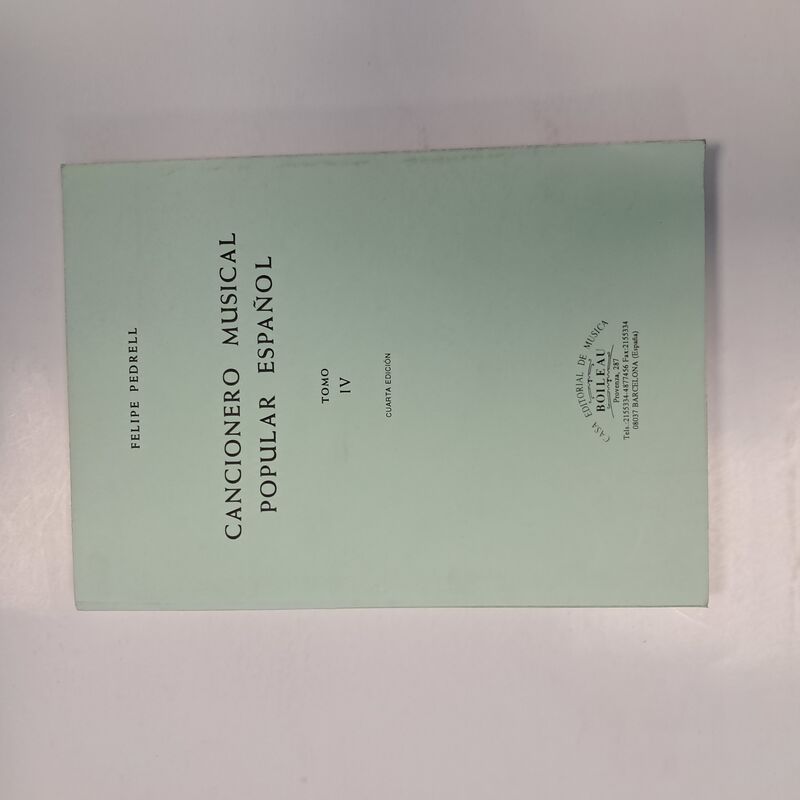 FELIPE PEDRELL
CANCIONERO MUSICAL
POPULAR ESPAÑOL
TOMO
IV
CUARTA EDICIÓN
CASA EDITORIAL DE MUSICA
BOILEAU
Provenza, 287
Tels.:2155334-4877456 Fax:2155334
08037 BARCELONA (España)